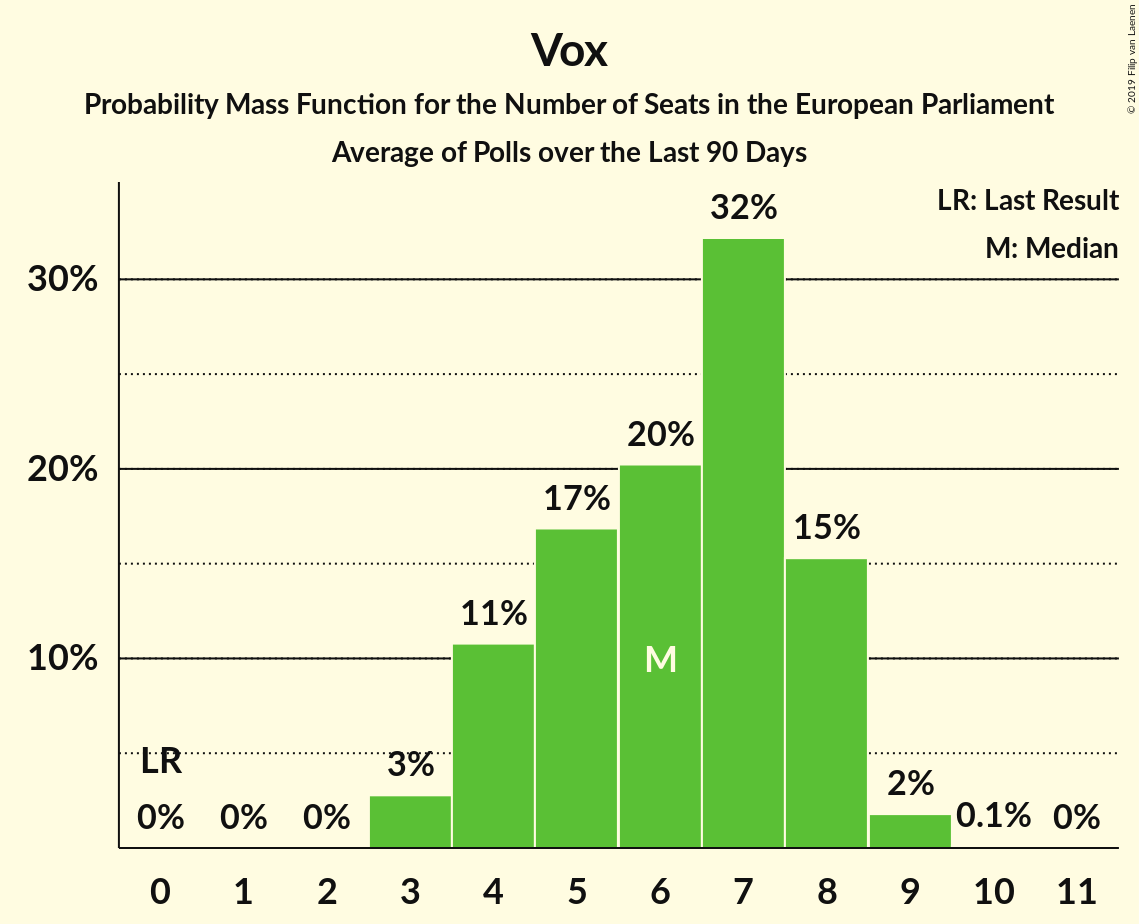 Vox
Probability Mass Function for the Number of Seats in the European Parliament
Average of Polls over the Last 90 Days
© 2019 Filip van Laenen
LR: Last Result
M: Median
30%
20%
10%
LR
0%
0%
0%
3%
11%
17%
20%
M
32%
15%
2%
0.1%
0%
0 1 2 3 4 5 6 7 8 9 10 11